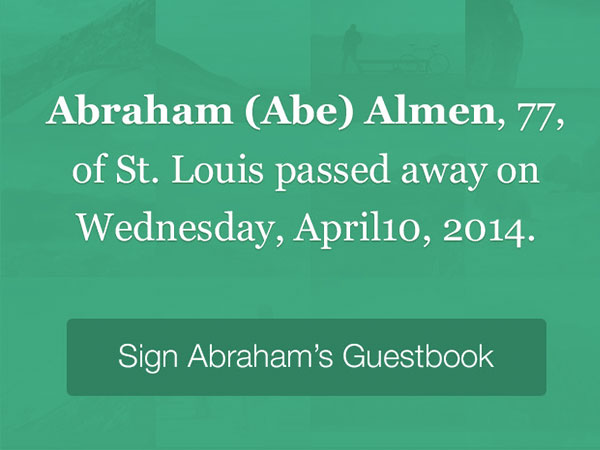 Abraham (Abe) Almen, 77,
of St. Louis passed away on
Wednesday, April10, 2014.
Sign Abraham’s Guestbook